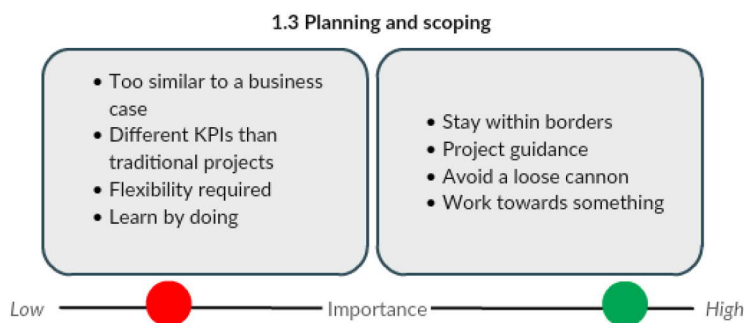 1.3 Planning and scoping
• Too similar to a business
case
• Different KPIs than
traditional projects
• Flexibility required
• Learn by doing
• Stay within borders
• Project guidance
• Avoid a loose cannon
• Work towards something
Low Importance High